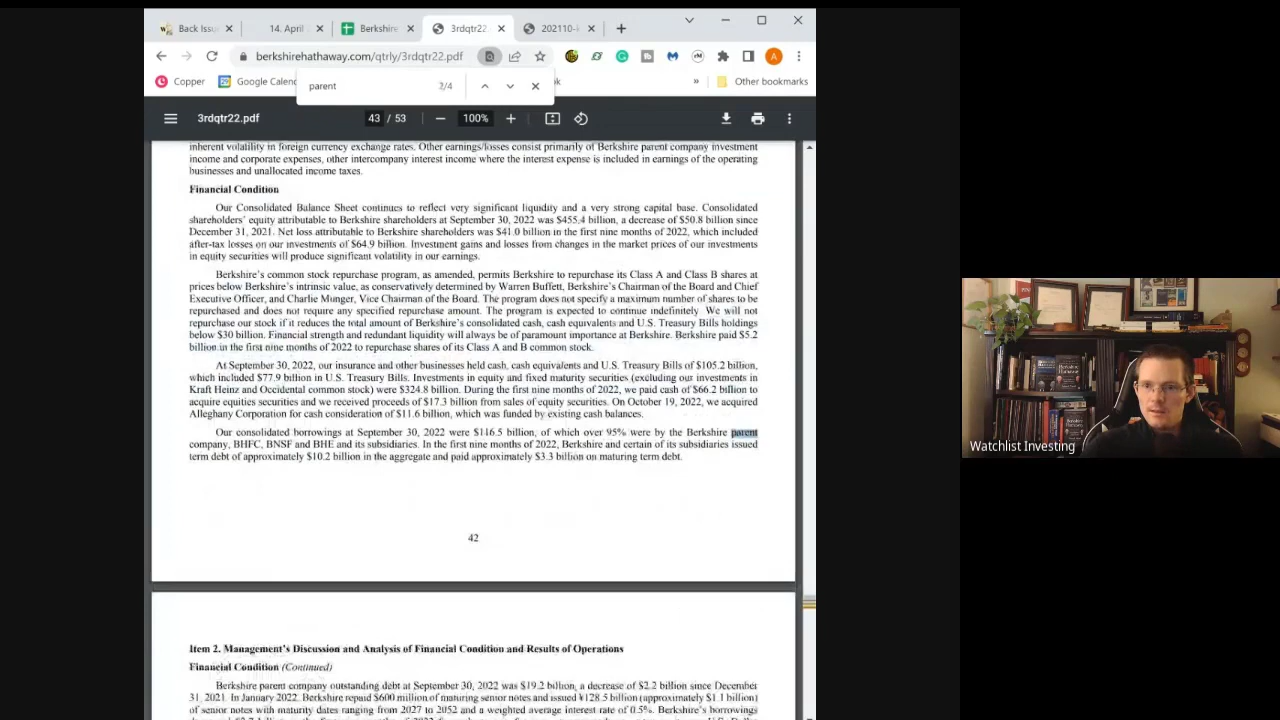 Back Issu
14. April
Berkshire
3rdqtr22.
202110-
berkshirehathaway.com/qtrly/3rdqtr22.pdf
A
Copper
Google Calend
parent
2/4
Other bookmarks
3rdqtr22.pdf
43 / 53
100%
inherent volatility in foreign currency exchange rates. Other earnings/losses consist primarily of Berkshire parent company investment
income and corporate expenses, other intercompany interest income where the interest expense is included in earnings of the operating
businesses and unallocated income taxes.
Financial Condition
Our Consolidated Balance Sheet continues to reflect very significant liquidity and a very strong capital base. Consolidated
shareholders' equity attributable to Berkshire shareholders at September 30, 2022 was $455.4 billion, a decrease of $50.8 billion since
December 31, 2021. Net loss attributable to Berkshire shareholders was $41.0 billion in the first nine months of 2022, which included
after-tax losses on our investments of $64.9 billion. Investment gains and losses from changes in the market prices of our investments
in equity securities will produce significant volatility in our earnings.
Berkshire's common stock repurchase program, as amended, permits Berkshire to repurchase its Class A and Class B shares at
prices below Berkshire's intrinsic value, as conservatively determined by Warren Buffett, Berkshire's Chairman of the Board and Chief
Executive Officer, and Charlie Munger, Vice Chairman of the Board. The program does not specify a maximum number of shares to be
repurchased and does not require any specified repurchase amount. The program is expected to continue indefinitely. We will not
repurchase our stock if it reduces the total amount of Berkshire's consolidated cash, cash equivalents and U.S. Treasury Bills holdings
below $30 billion. Financial strength and redundant liquidity will always be of paramount importance at Berkshire. Berkshire paid $5.2
billion in the first nine months of 2022 to repurchase shares of its Class A and B common stock.
At September 30, 2022, our insurance and other businesses held cash, cash equivalents and U.S. Treasury Bills of $105.2 billion,
which included $77.9 billion in U.S. Treasury Bills. Investments in equity and fixed maturity securities (excluding our investments in
Kraft Heinz and Occidental common stock) were $324.8 billion. During the first nine months of 2022, we paid cash of $66.2 billion to
acquire equities securities and we received proceeds of $17.3 billion from sales of equity securities. On October 19, 2022, we acquired
Alleghany Corporation for cash consideration of $11.6 billion, which was funded by existing cash balances.
Our consolidated borrowings at September 30, 2022 were $116.5 billion, of which over 95% were by the Berkshire parent
company, BHFC, BNSF and BHE and its subsidiaries. In the first nine months of 2022, Berkshire and certain of its subsidiaries issued
term debt of approximately $10.2 billion in the aggregate and paid approximately $3.3 billion on maturing term debt.
42
Item 2. Management's Discussion and Analysis of Financial Condition and Results of Operations
Financial Condition (Continued)
Berkshire parent company outstanding debt at September 30, 2022 was $19.2 billion, a decrease of $2.2 billion since December
31, 2021. In January 2022, Berkshire repaid $600 million of maturing senior notes and issued ¥128.5 billion (approximately $1.1 billion)
of senior notes with maturity dates ranging from 2027 to 2052 and a weighted average interest rate of 0.5%. Berkshire's borrowings
Watchlist Investing